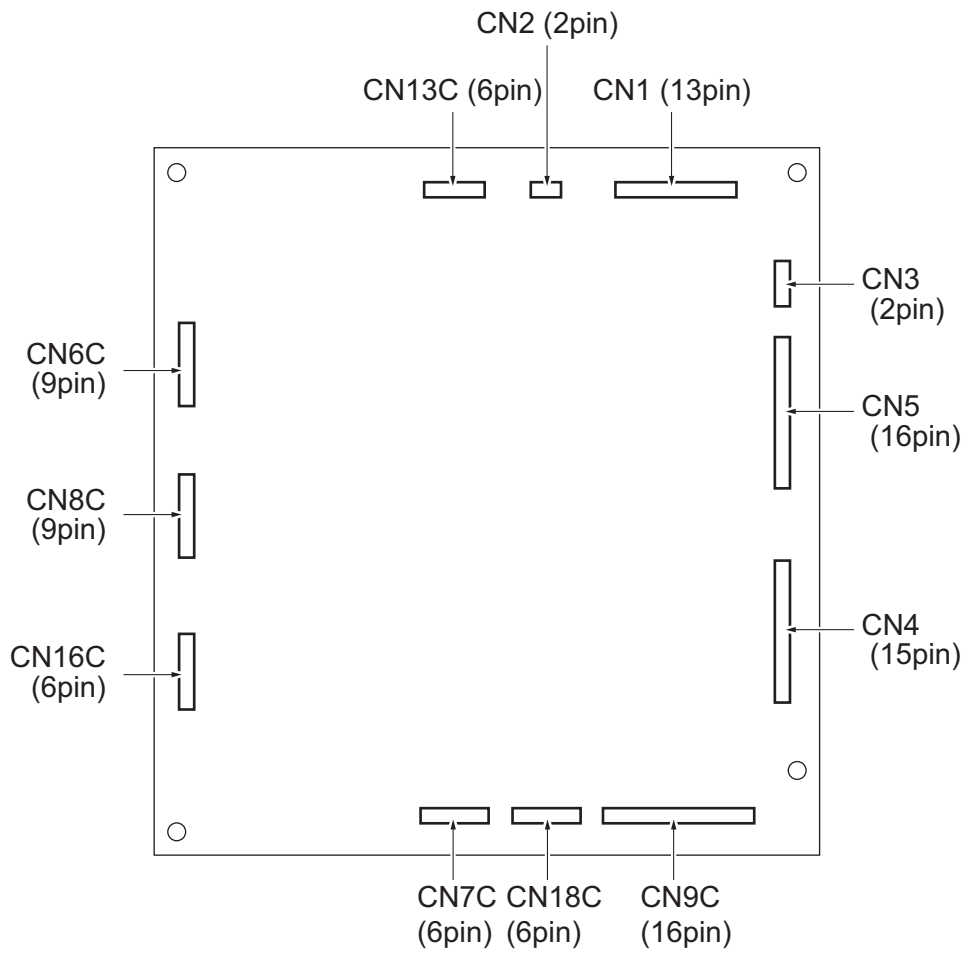 CN2 (2pin)
CN13C (6pin)
CN1 (13pin)
CN3
(2pin)
CN6C
(9pin)
CN5
(16pin)
CN8C
(9pin)
CN4
(15pin)
CN16C
(6pin)
CN7C
(6pin)
CN18C
(6pin)
CN9C
(16pin)